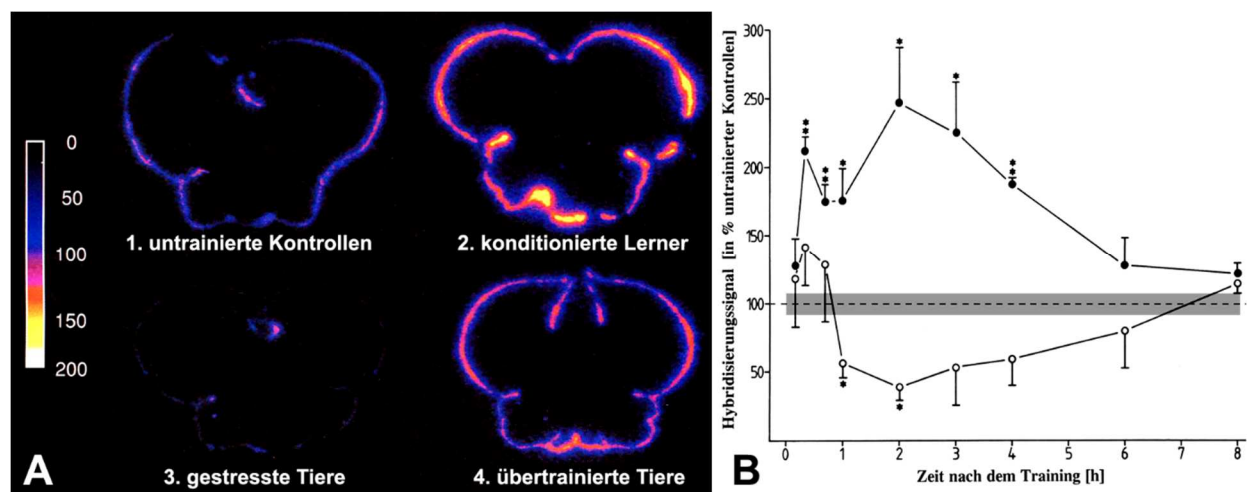 0
50
100
150
200
1. untrainierte Kontrollen
2. konditionierte Lerner
3. gestresste Tiere
4. übertrainierte Tiere
A
Hybridisierungssignal [in % untrainierter Kontrollen]
300
250
200
150
100
50
* * * * * * * * *
* *
0 1 2 3 4 5 6 7 8
Zeit nach dem Training [h]
B